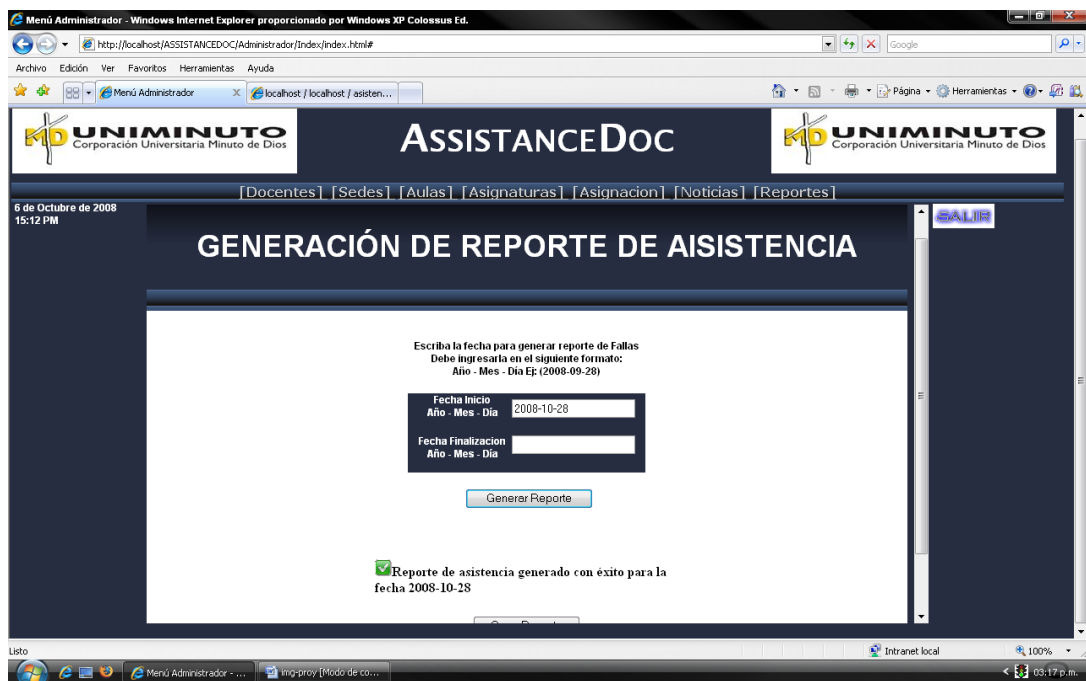 Menú Administrador - Windows Internet Explorer proporcionado por Windows XP Colossus Ed.
http://localhost/ASSISTANCEDOC/Administrador/Index/index.html#
Google
Archivo Edición Ver Favoritos Herramientas Ayuda
Menú Administrador
localhost / localhost / asisten...
Página Herramientas
UNIMINUTO
Corporación Universitaria Minuto de Dios
ASSISTANCEDOC
UNIMINUTO
Corporación Universitaria Minuto de Dios
[Docentes] [Sedes] [Aulas] [Asignaturas] [Asignacion] [Noticias] [Reportes]
6 de Octubre de 2008
15:12 PM
SALIR
GENERACIÓN DE REPORTE DE AISISTENCIA
Escriba la fecha para generar reporte de Fallas
Debe ingresarla en el siguiente formato:
Año - Mes - Día Ej: (2008-09-28)
Fecha Inicio
Año - Mes - Día
2008-10-28
Fecha Finalizacion
Año - Mes - Día
Generar Reporte
Reporte de asistencia generado con éxito para la
fecha 2008-10-28
Listo
Intranet local
100%
Menú Administrador - ...
img-proy [Modo de co...
03:17 p.m.